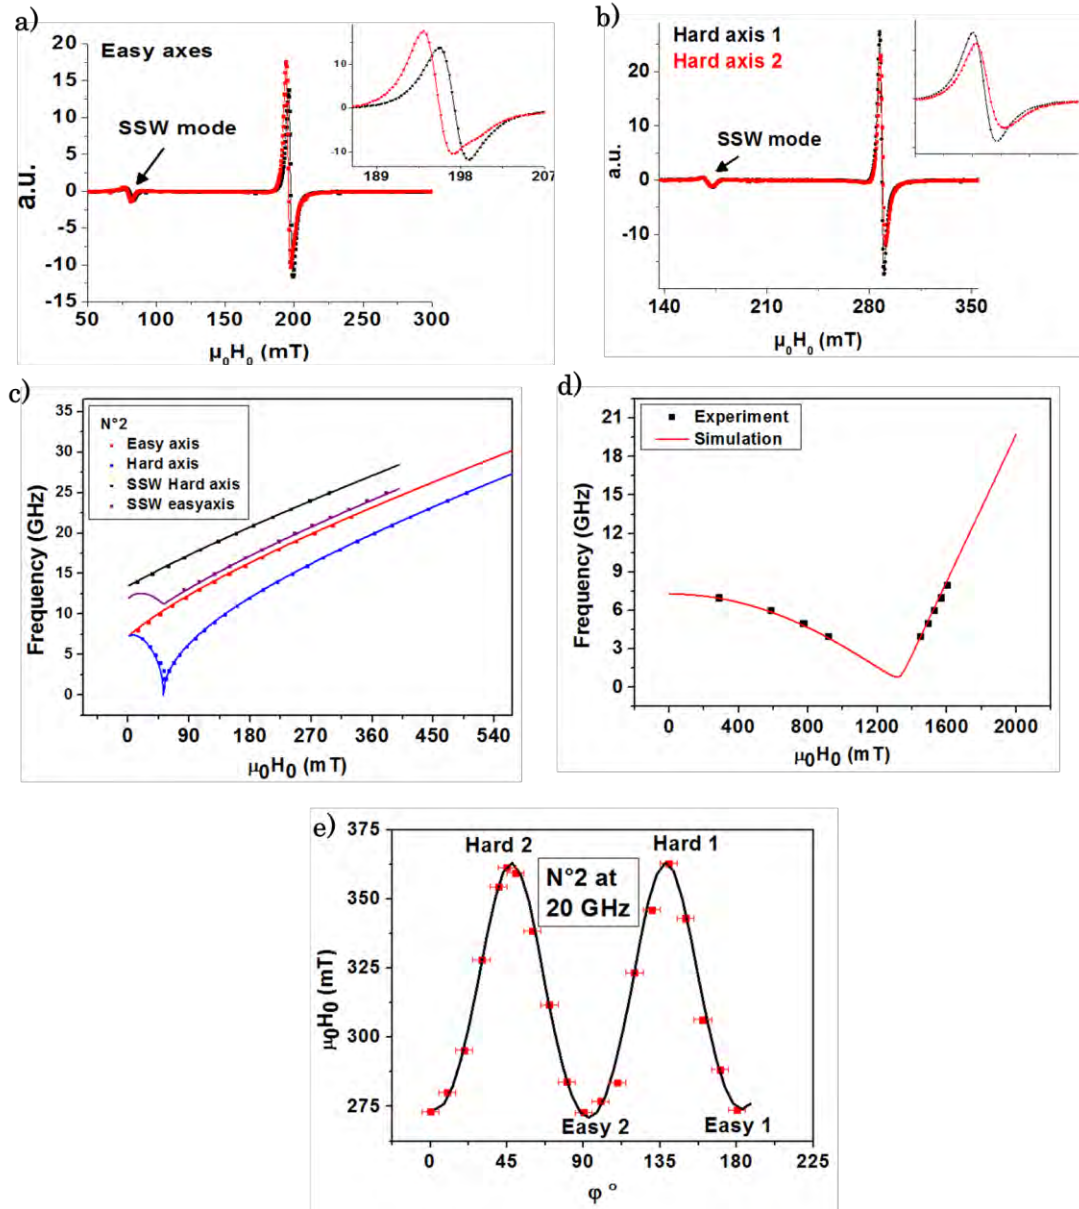 a)
Easy axes
SSW mode
a.u.
20
15
10
5
0
-5
-10
-15
50 100 150 200 250 300
μ₀H₀ (mT)
10
0
-10
189 198 207
b)
Hard axis 1
Hard axis 2
SSW mode
a.u.
20
10
0
-10
140 210 280 350
μ₀H₀ (mT)
c)
N°2
Easy axis
Hard axis
SSW Hard axis
SSW easyaxis
Frequency (GHz)
35
30
25
20
15
10
5
0
0 90 180 270 360 450 540
μ₀H₀ (mT)
d)
Experiment
Simulation
Frequency (GHz)
21
18
15
12
9
6
3
0
0 400 800 1200 1600 2000
μ₀H₀ (mT)
e)
Hard 2
Hard 1
N°2 at
20 GHz
Easy 2
Easy 1
μ₀H₀ (mT)
375
350
325
300
275
0 45 90 135 180 225
φ °